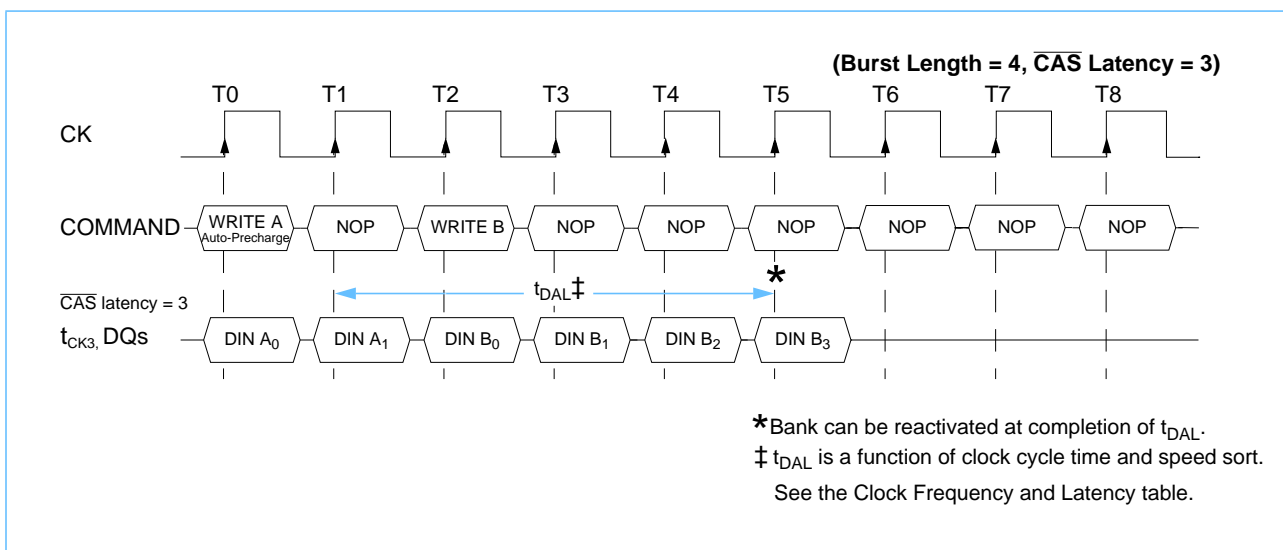 (Burst Length = 4, CAS Latency = 3)
T0 T1 T2 T3 T4 T5 T6 T7 T8
CK
COMMAND WRITE A Auto-Precharge NOP WRITE B NOP NOP NOP NOP NOP NOP
*
tDAL‡
CAS latency = 3
tCK3, DQs DIN A0 DIN A1 DIN B0 DIN B1 DIN B2 DIN B3
*Bank can be reactivated at completion of tDAL.
‡ tDAL is a function of clock cycle time and speed sort.
See the Clock Frequency and Latency table.